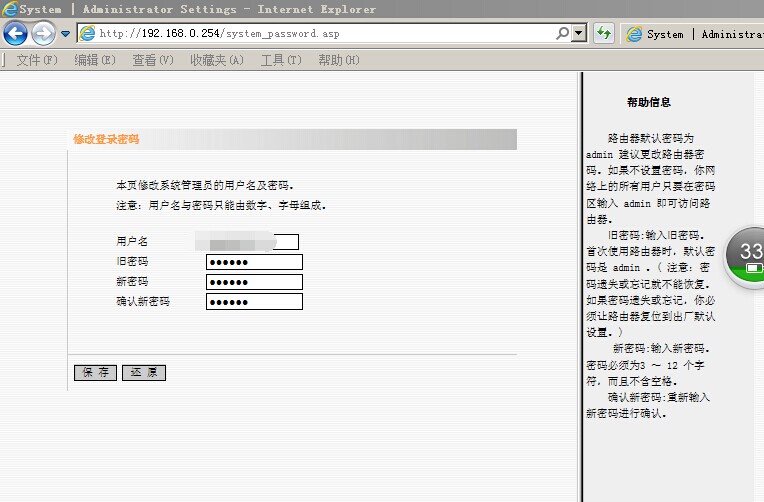 System | Administrator Settings - Internet Explorer
http://192.168.0.254/system_password.asp
System | Administra
文件(F) 编辑(E) 查看(V) 收藏夹(A) 工具(T) 帮助(H)
修改登录密码
本页修改系统管理员的用户名及密码。
注意: 用户名与密码只能由数字、字母组成。
用户名
旧密码 ●●●●●●
新密码 ●●●●●●
确认新密码 ●●●●●●
保 存 还 原
帮助信息
路由器默认密码为
admin 建议更改路由器密
码。如果不设置密码, 你网
络上的所有用户只要在密码
区输入 admin 即可访问路
由器。
旧密码:输入旧密码。
首次使用路由器时, 默认密
码是 admin 。( 注意: 密
码遗失或忘记就不能恢复。
如果密码遗失或忘记, 你必
须让路由器复位到出厂默认
设置。)
新密码:输入新密码。
密码必须为3 ～ 12 个字
符, 而且不含空格。
确认新密码:重新输入
新密码进行确认。
33